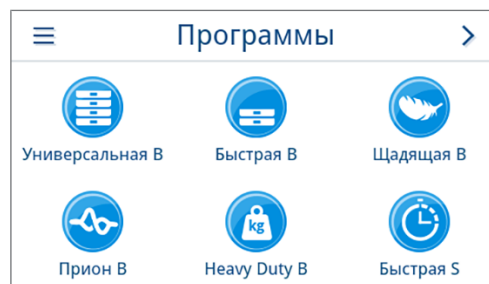 Программы
Универсальная B
Быстрая B
Щадящая B
kg
Прион B
Heavy Duty B
Быстрая S